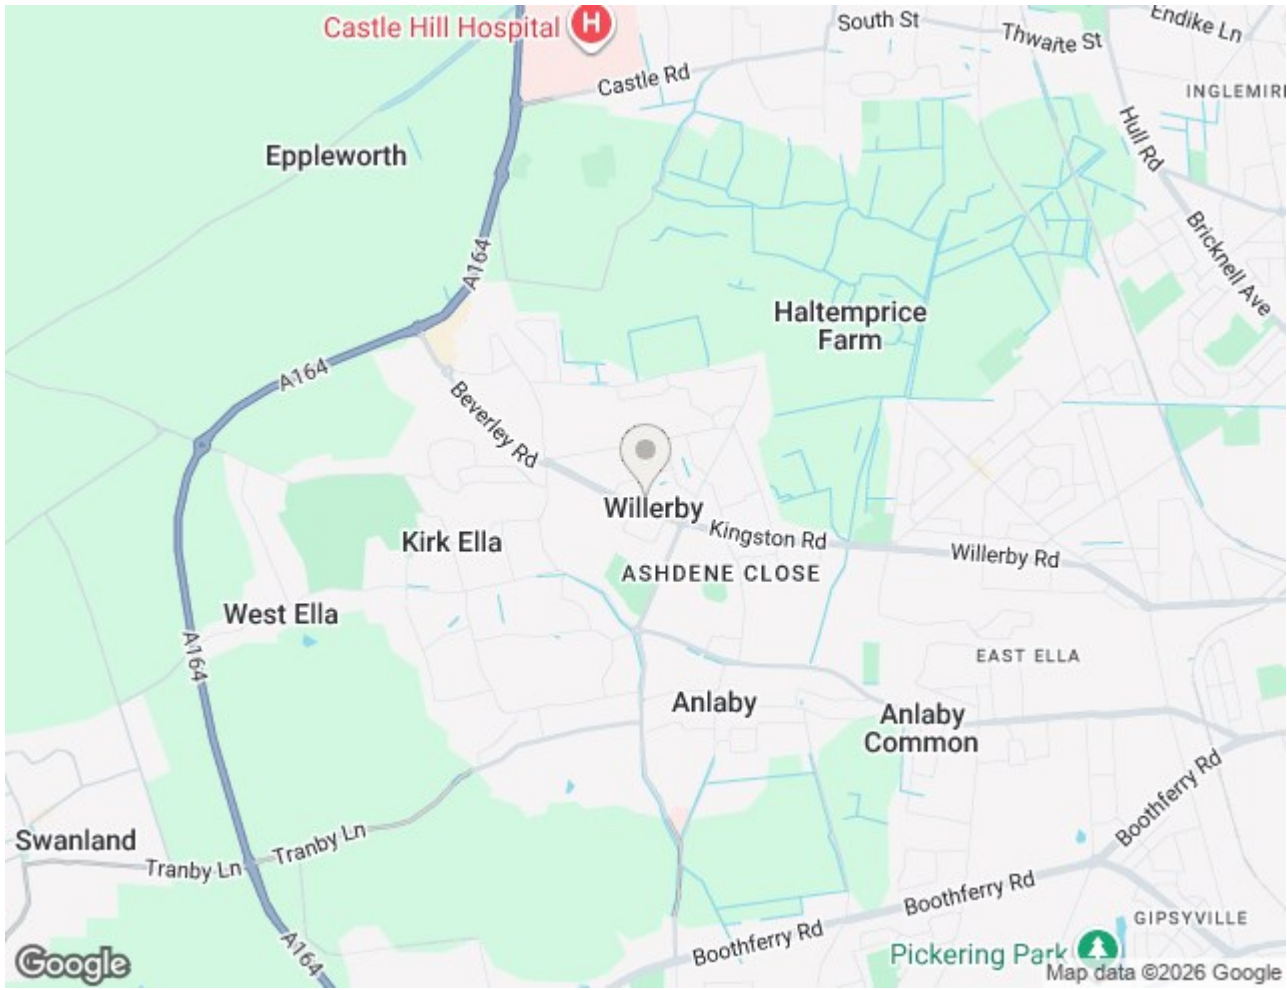 Castle Hill Hospital
H
South St
Endike Ln
Thwaite St
Castle Rd
Hull Rd
Eppleworth
A164
Bricknell Ave
Haltemprice
Farm
A164
Beverley Rd
Willerby
Kirk Ella
Kingston Rd
Willerby Rd
ASHDENE CLOSE
West Ella
A164
EAST ELLA
Anlaby
Anlaby
Common
Boothferry Rd
Swanland
Tranby Ln
Tranby Ln
Boothferry Rd
GIPSYVILLE
Boothferry Rd
A164
Pickering Park
Google
Map data ©2026 Google